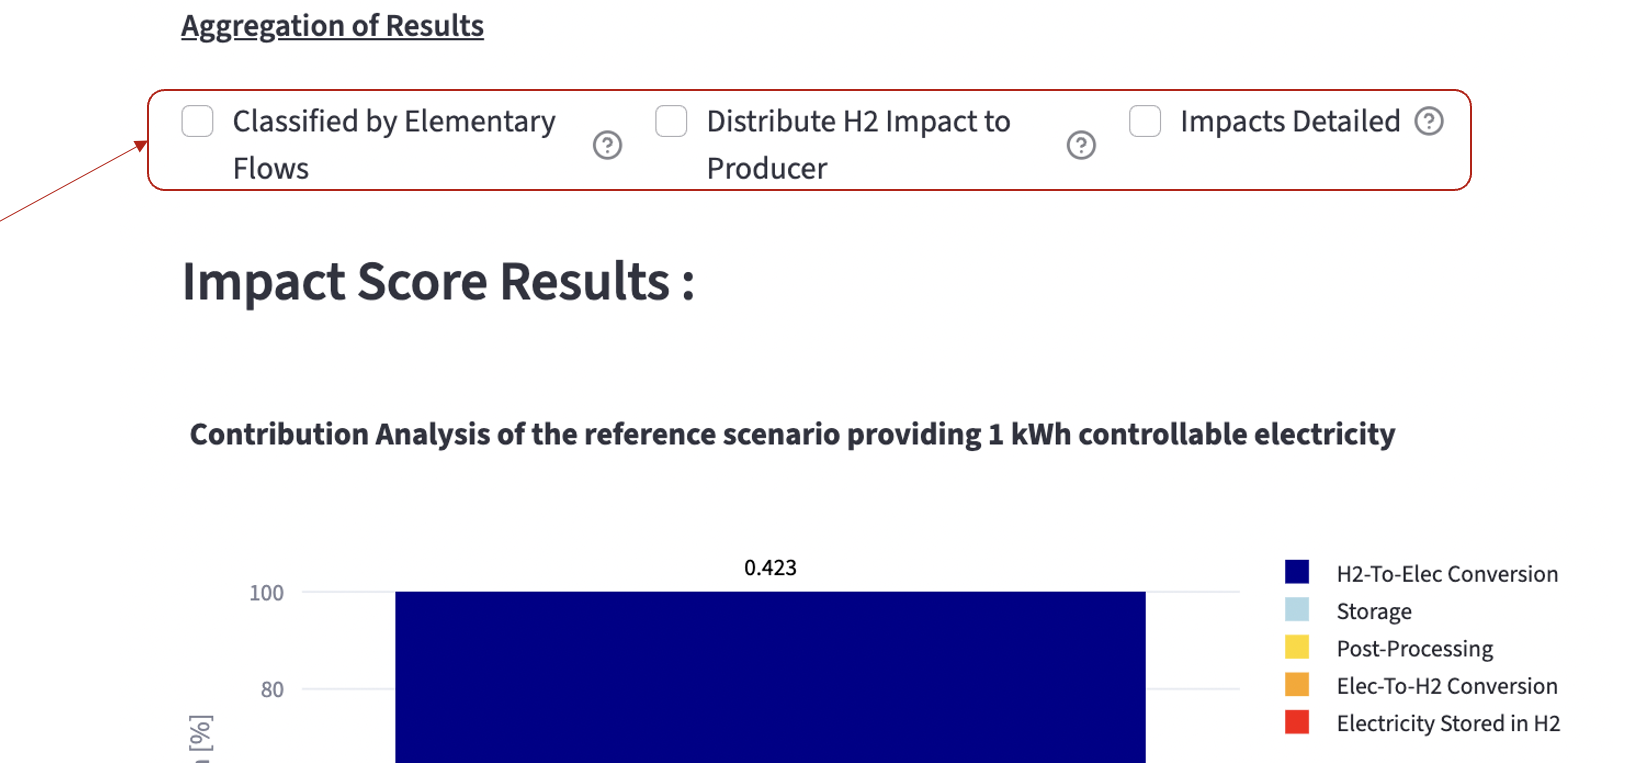 Aggregation of Results
Classified by Elementary
Flows
Distribute H2 Impact to
Producer
Impacts Detailed
Impact Score Results :
Contribution Analysis of the reference scenario providing 1 kWh controllable electricity
0.423
100
80
[%]
H2-To-Elec Conversion
Storage
Post-Processing
Elec-To-H2 Conversion
Electricity Stored in H2